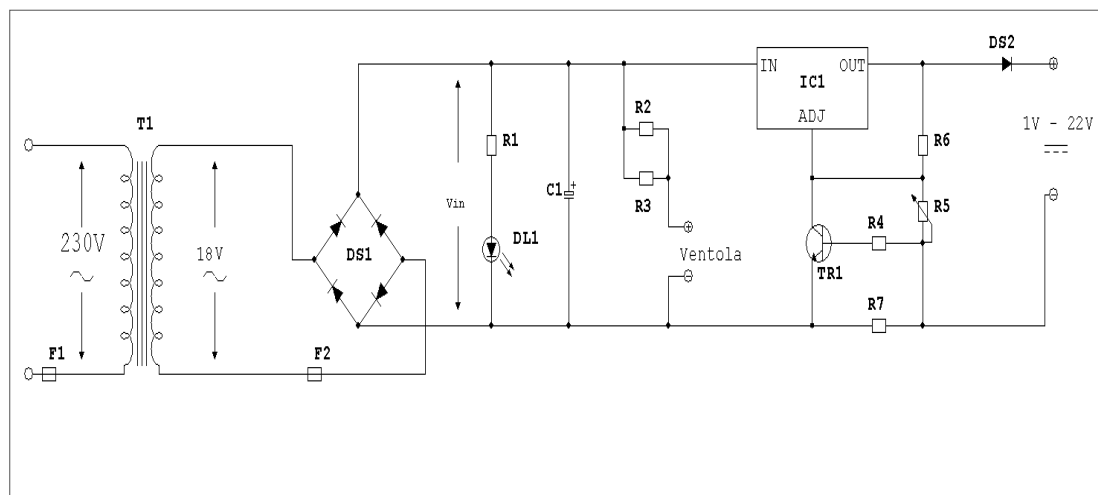 DS2
IN OUT
IC1
ADJ
R2
T1
R1
R6
1V - 22V
C1
+
R3
R5
Vin
R4
230V
18V
DS1
DL1
Ventola
TR1
R7
F1
F2